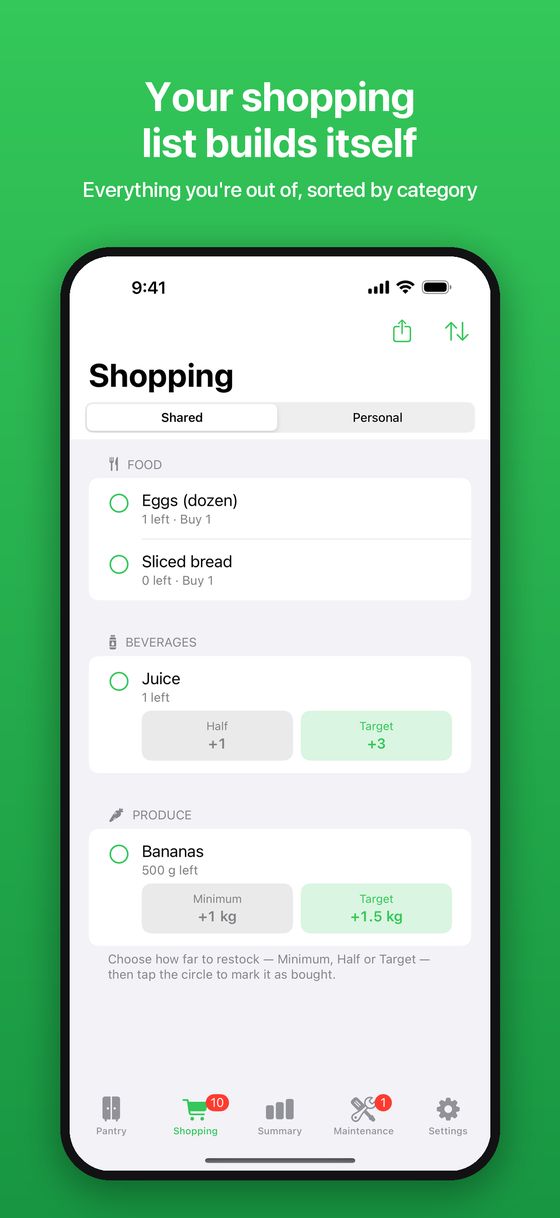 Your shopping
list builds itself
Everything you're out of, sorted by category
9:41
Shopping
Shared Personal
FOOD
Eggs (dozen)
1 left · Buy 1
Sliced bread
0 left · Buy 1
BEVERAGES
Juice
1 left
Half Target
+1 +3
PRODUCE
Bananas
500 g left
Minimum Target
+1 kg +1.5 kg
Choose how far to restock — Minimum, Half or Target —
then tap the circle to mark it as bought.
10 1
Pantry Shopping Summary Maintenance Settings